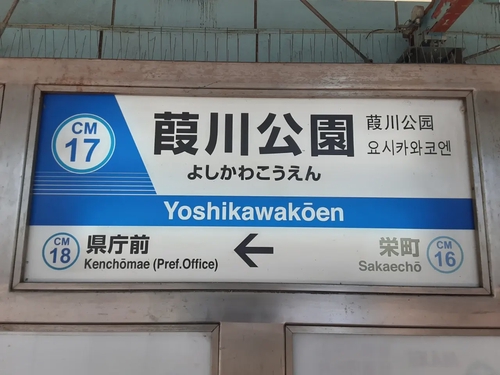 CM
17
葭川公園
よしかわこうえん
葭川公园
요시카와코엔
Yoshikawakōen
CM
18
県庁前
Kenchōmae (Pref.Office)
←
栄町
Sakaechō
CM
16